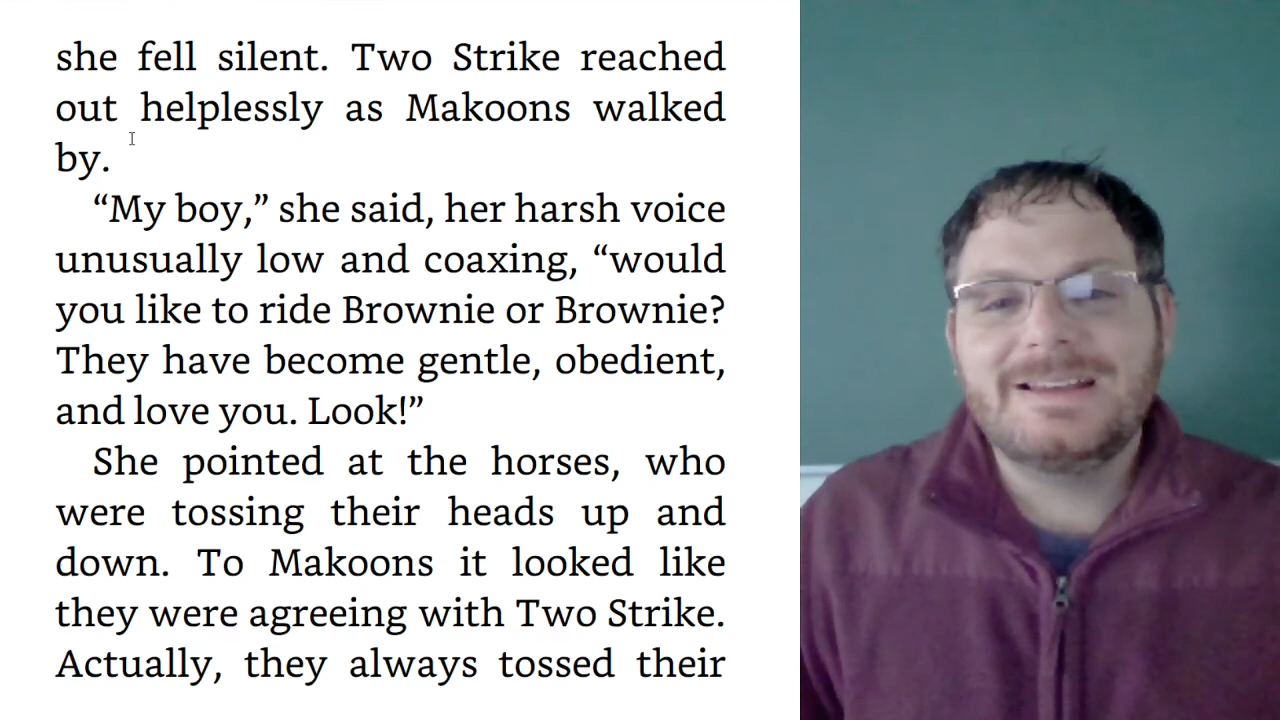 she fell silent. Two Strike reached
out helplessly as Makoons walked
by.
“My boy,” she said, her harsh voice
unusually low and coaxing, “would
you like to ride Brownie or Brownie?
They have become gentle, obedient,
and love you. Look!”
She pointed at the horses, who
were tossing their heads up and
down. To Makoons it looked like
they were agreeing with Two Strike.
Actually, they always tossed their